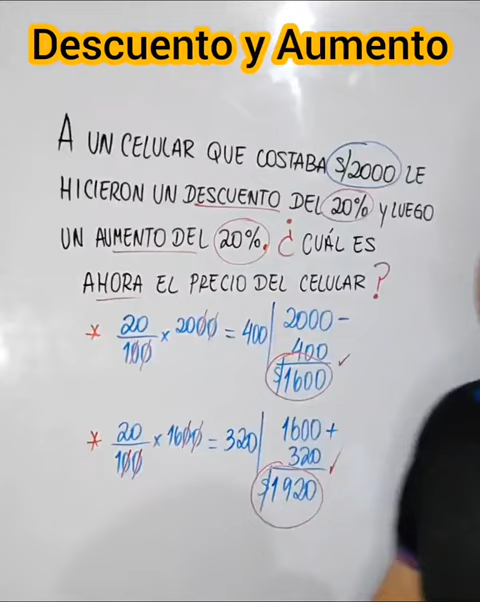 Descuento y Aumento
A UN CELULAR QUE COSTABA S/2000 LE
HICIERON UN DESCUENTO DEL 20% Y LUEGO
UN AUMENTO DEL 20%. ¿CUÁL ES
AHORA EL PRECIO DEL CELULAR?
* 20/100 x 2000 = 400 | 2000 -
400 ✓
$1600
* 20/100 x 1600 = 320 | 1600 +
320 ✓
$1920